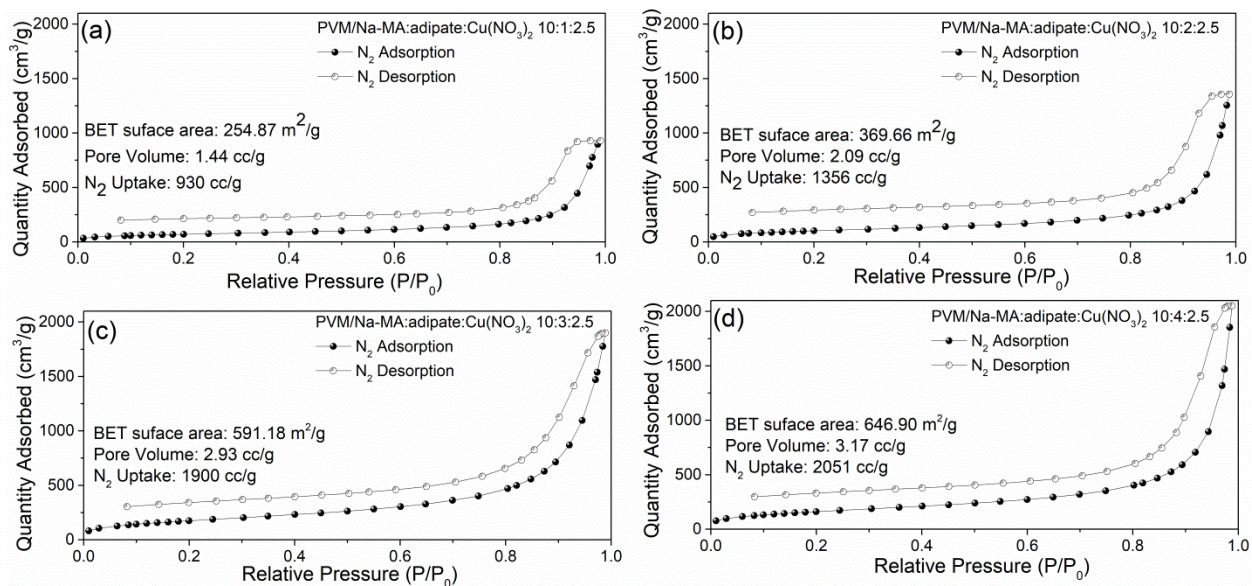 (a)
PVM/Na-MA:adipate:Cu(NO₃)₂ 10:1:2.5
N₂ Adsorption
N₂ Desorption
BET suface area: 254.87 m²/g
Pore Volume: 1.44 cc/g
N₂ Uptake: 930 cc/g
Quantity Adsorbed (cm³/g)
2000
1500
1000
500
0
0.0 0.2 0.4 0.6 0.8 1.0
Relative Pressure (P/P₀)
(b)
PVM/Na-MA:adipate:Cu(NO₃)₂ 10:2:2.5
N₂ Adsorption
N₂ Desorption
BET suface area: 369.66 m²/g
Pore Volume: 2.09 cc/g
N₂ Uptake: 1356 cc/g
Quantity Adsorbed (cm³/g)
2000
1500
1000
500
0
0.0 0.2 0.4 0.6 0.8 1.0
Relative Pressure (P/P₀)
(c)
PVM/Na-MA:adipate:Cu(NO₃)₂ 10:3:2.5
N₂ Adsorption
N₂ Desorption
BET suface area: 591.18 m²/g
Pore Volume: 2.93 cc/g
N₂ Uptake: 1900 cc/g
Quantity Adsorbed (cm³/g)
2000
1500
1000
500
0
0.0 0.2 0.4 0.6 0.8 1.0
Relative Pressure (P/P₀)
(d)
PVM/Na-MA:adipate:Cu(NO₃)₂ 10:4:2.5
N₂ Adsorption
N₂ Desorption
BET suface area: 646.90 m²/g
Pore Volume: 3.17 cc/g
N₂ Uptake: 2051 cc/g
Quantity Adsorbed (cm³/g)
2000
1500
1000
500
0
0.0 0.2 0.4 0.6 0.8 1.0
Relative Pressure (P/P₀)